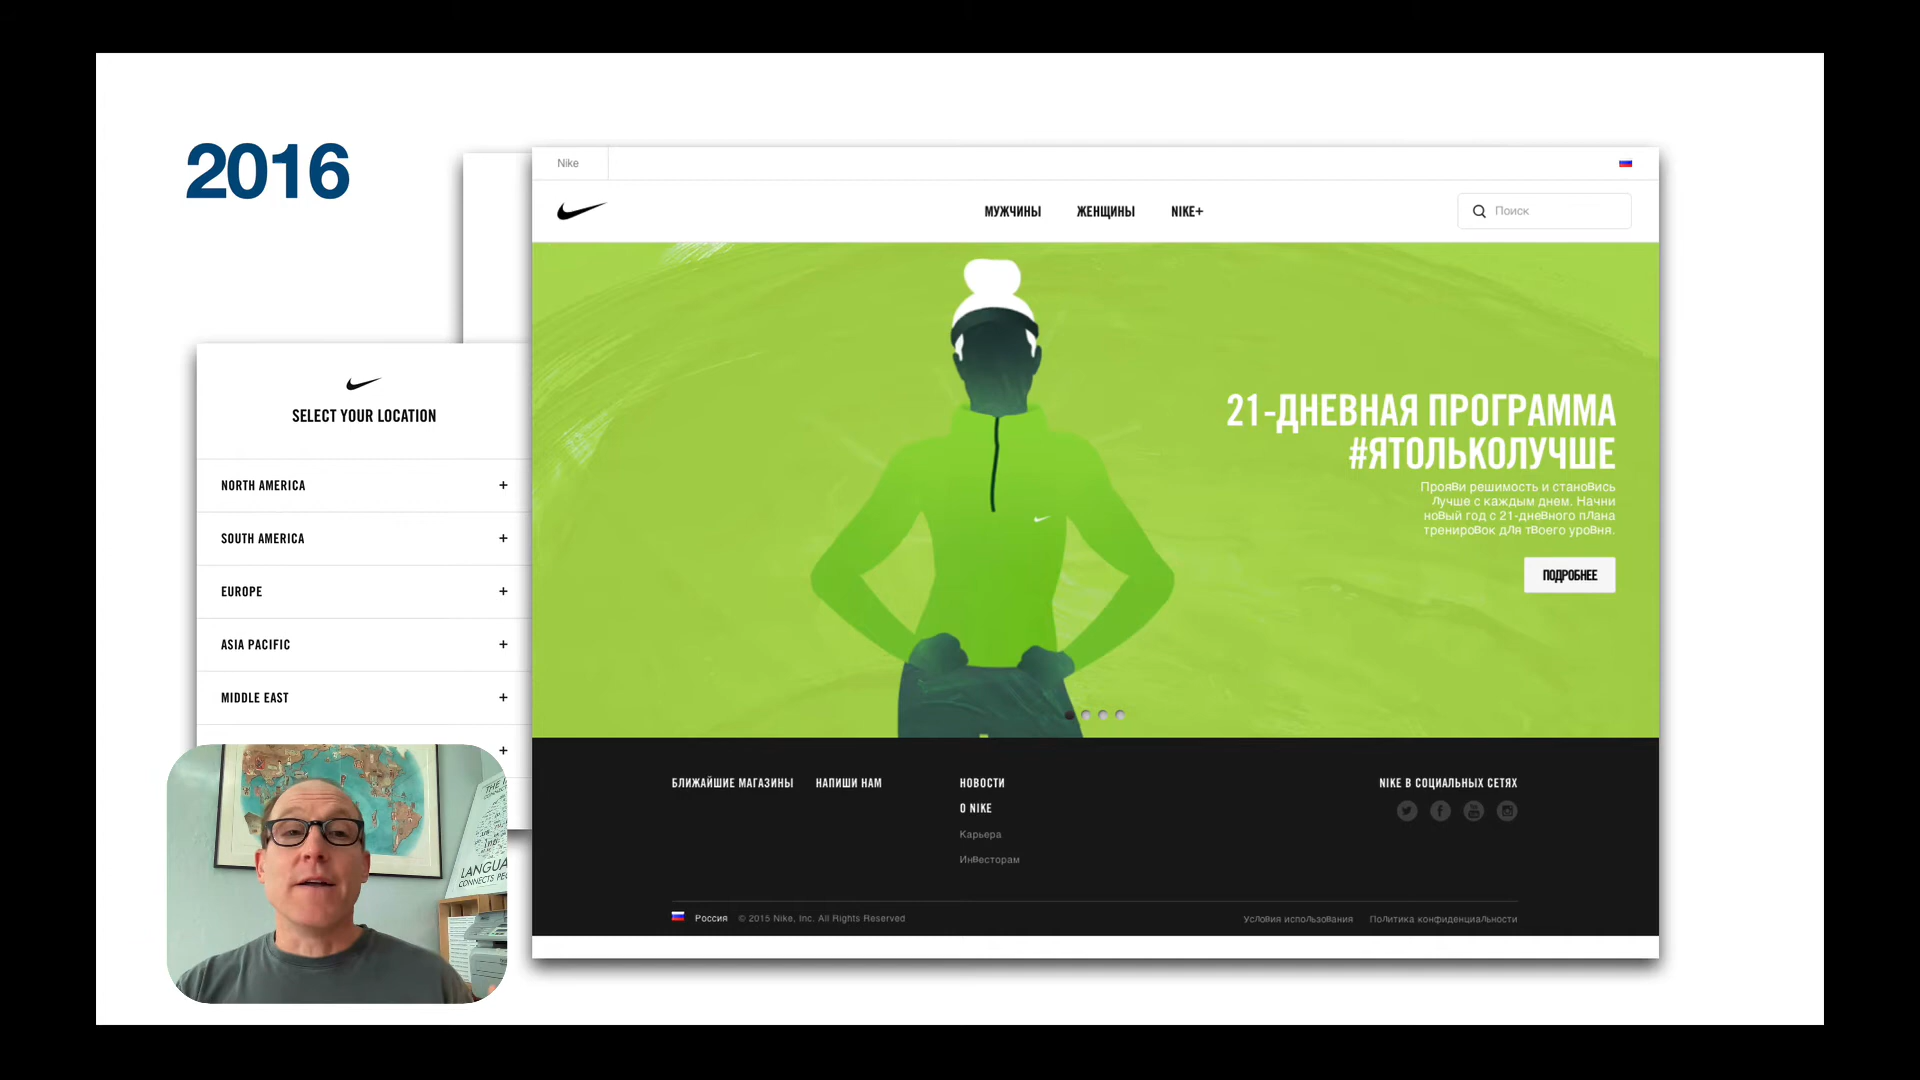 2016
SELECT YOUR LOCATION
NORTH AMERICA +
SOUTH AMERICA +
EUROPE +
ASIA PACIFIC +
MIDDLE EAST +
+
Nike
МУЖЧИНЫ ЖЕНЩИНЫ NIKE+
Поиск
21-ДНЕВНАЯ ПРОГРАММА
#ЯТОЛЬКОЛУЧШЕ
Прояви решимость и становись
лучше с каждым днем. Начни
новый год с 21-дневного плана
тренировок для твоего уровня.
ПОДРОБНЕЕ
БЛИЖАЙШИЕ МАГАЗИНЫ НАПИШИ НАМ НОВОСТИ NIKE В СОЦИАЛЬНЫХ СЕТЯХ
О NIKE
Карьера
Инвесторам
Россия © 2015 Nike, Inc. All Rights Reserved Условия использования Политика конфиденциальности
LANGUA
CONNECTS PE